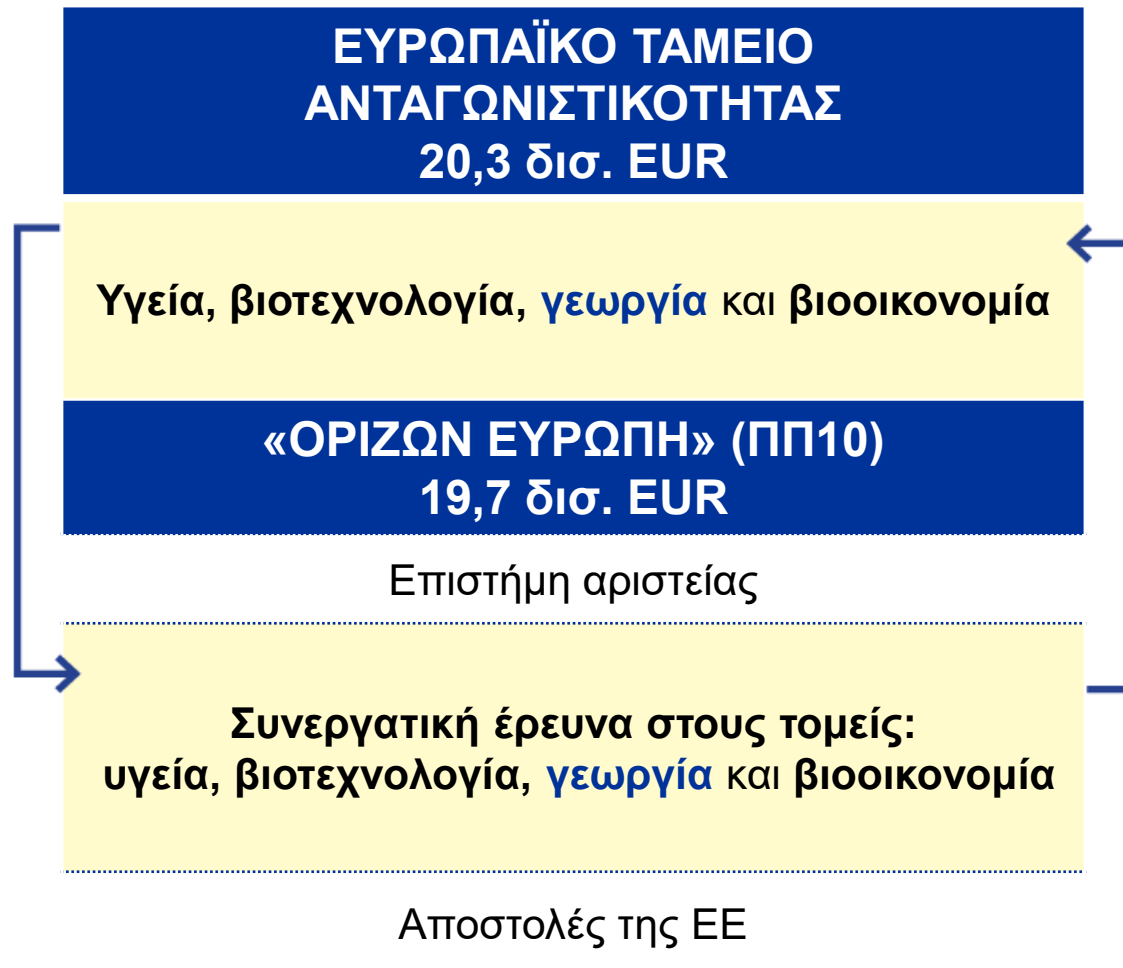 ΕΥΡΩΠΑΪΚΟ ΤΑΜΕΙΟ
ΑΝΤΑΓΩΝΙΣΤΙΚΟΤΗΤΑΣ
20,3 δισ. EUR
Υγεία, βιοτεχνολογία, γεωργία και βιοοικονομία
«ΟΡΙΖΩΝ ΕΥΡΩΠΗ» (ΠΠ10)
19,7 δισ. EUR
Επιστήμη αριστείας
Συνεργατική έρευνα στους τομείς:
υγεία, βιοτεχνολογία, γεωργία και βιοοικονομία
Αποστολές της ΕΕ